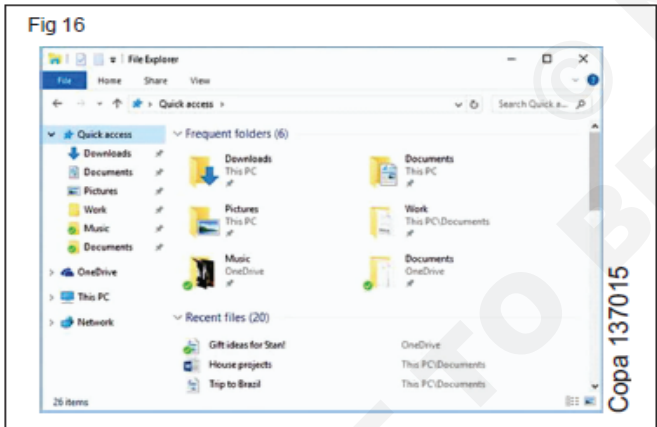 Fig 16
File Explorer
File Home Share View
Quick access
Search Quick a...
Quick access
Downloads
Documents
Pictures
Work
Music
Documents
OneDrive
This PC
Network
Frequent folders (6)
Downloads
This PC
Documents
This PC
Pictures
This PC
Work
This PC\Documents
Music
OneDrive
Documents
OneDrive
Recent files (20)
Gift ideas for Stan! OneDrive
House projects This PC\Documents
Trip to Brazil This PC\Documents
26 items
Copa 137015